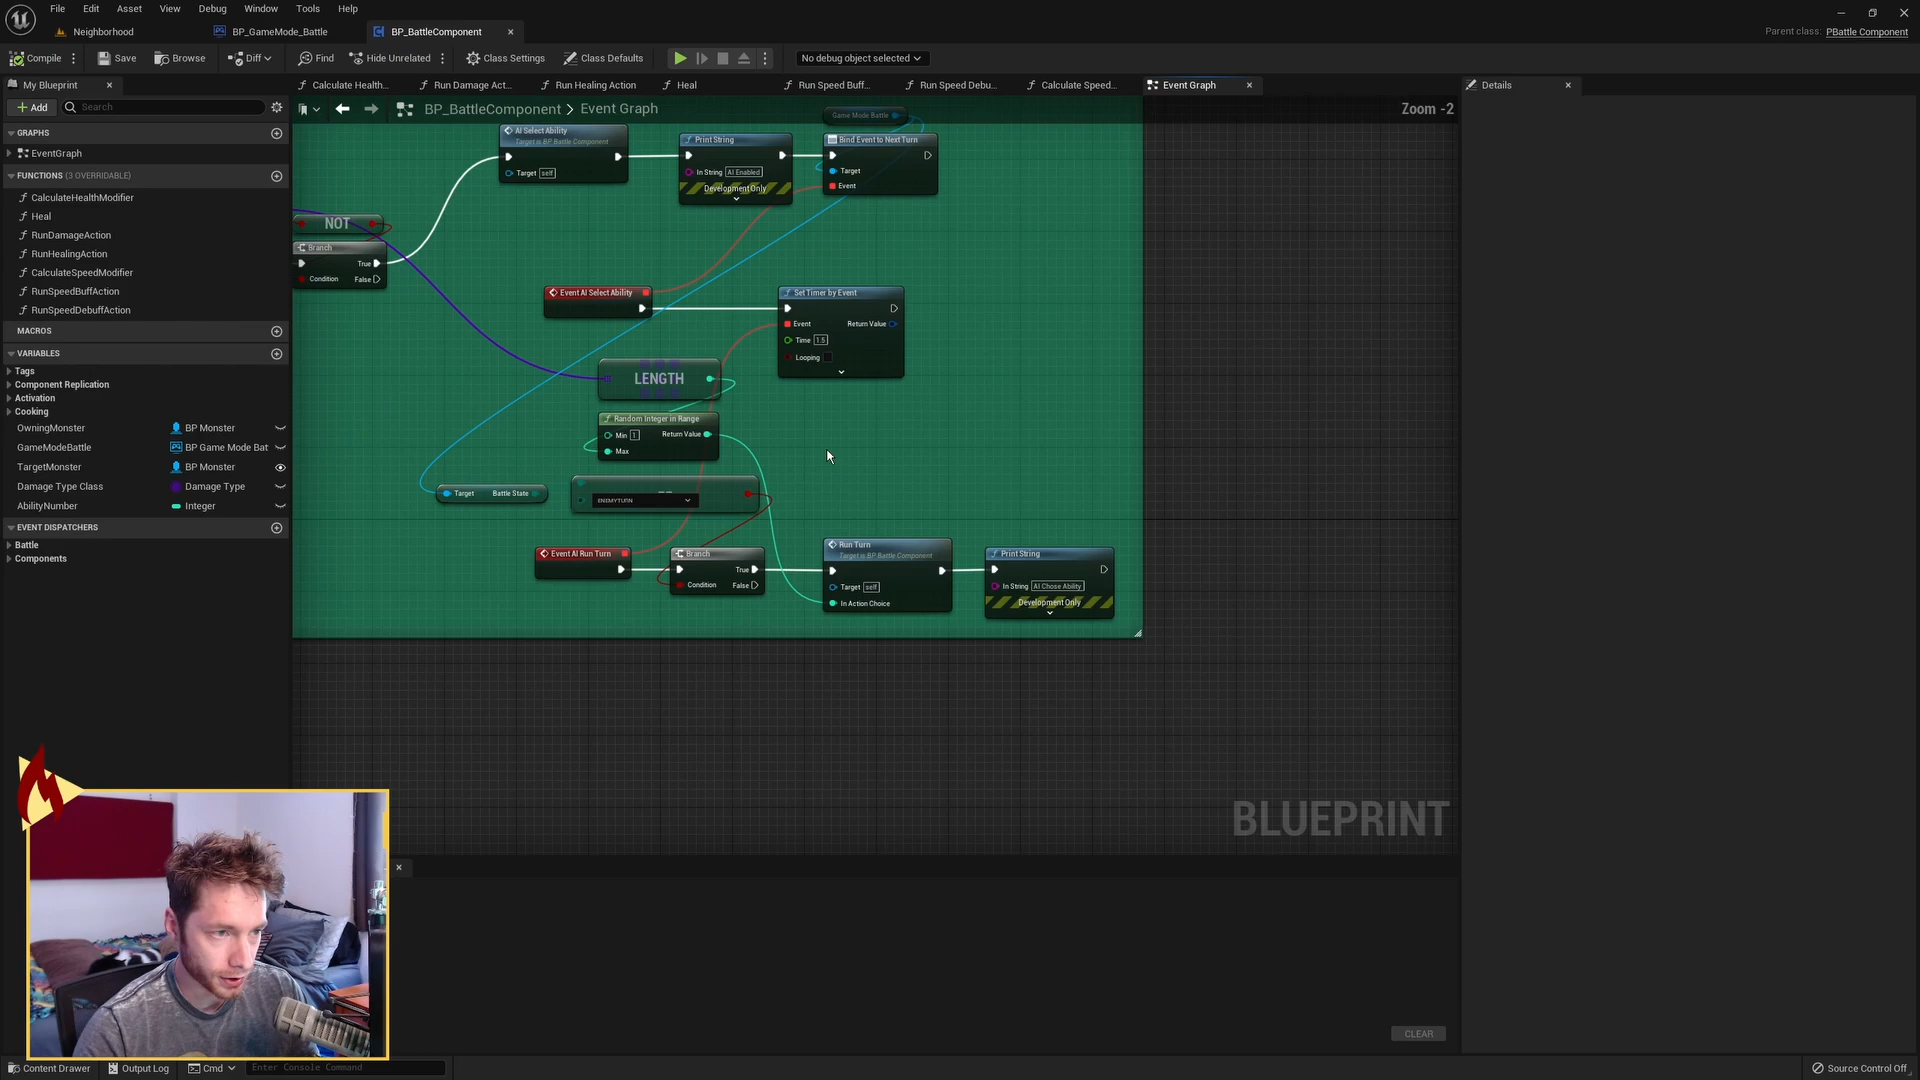 File Edit Asset View Debug Window Tools Help
Neighborhood BP_GameMode_Battle BP_BattleComponent
Parent class: PBattle Component
Compile Save Browse Diff Find Hide Unrelated Class Settings Class Defaults No debug object selected
My Blueprint
Calculate Health... Run Damage Act... Run Healing Action Heal Run Speed Buff... Run Speed Debu... Calculate Speed... Event Graph Details
Add Search
BP_BattleComponent > Event Graph
Zoom -2
GRAPHS
EventGraph
FUNCTIONS (3 OVERRIDABLE)
CalculateHealthModifier
Heal
RunDamageAction
RunHealingAction
CalculateSpeedModifier
RunSpeedBuffAction
RunSpeedDebuffAction
MACROS
VARIABLES
Tags
Component Replication
Activation
Cooking
OwningMonster BP Monster
GameModeBattle BP Game Mode Bat
TargetMonster BP Monster
Damage Type Class Damage Type
AbilityNumber Integer
EVENT DISPATCHERS
Battle
Components
Game Mode Battle
AI Select Ability
Target is BP Battle Component
Target self
Print String
In String AI Enabled
Development Only
Bind Event to Next Turn
Target
Event
NOT
Branch
True
Condition False
Event AI Select Ability
Set Timer by Event
Event Return Value
Time 1.5
Looping
LENGTH
Random Integer in Range
Min 1 Return Value
Max
Target Battle State
ENEMYTURN
Event AI Run Turn
Branch
True
Condition False
Run Turn
Target is BP Battle Component
Target self
In Action Choice
Print String
In String AI Chose Ability
Development Only
BLUEPRINT
CLEAR
Content Drawer Output Log Cmd Enter Console Command Source Control Off